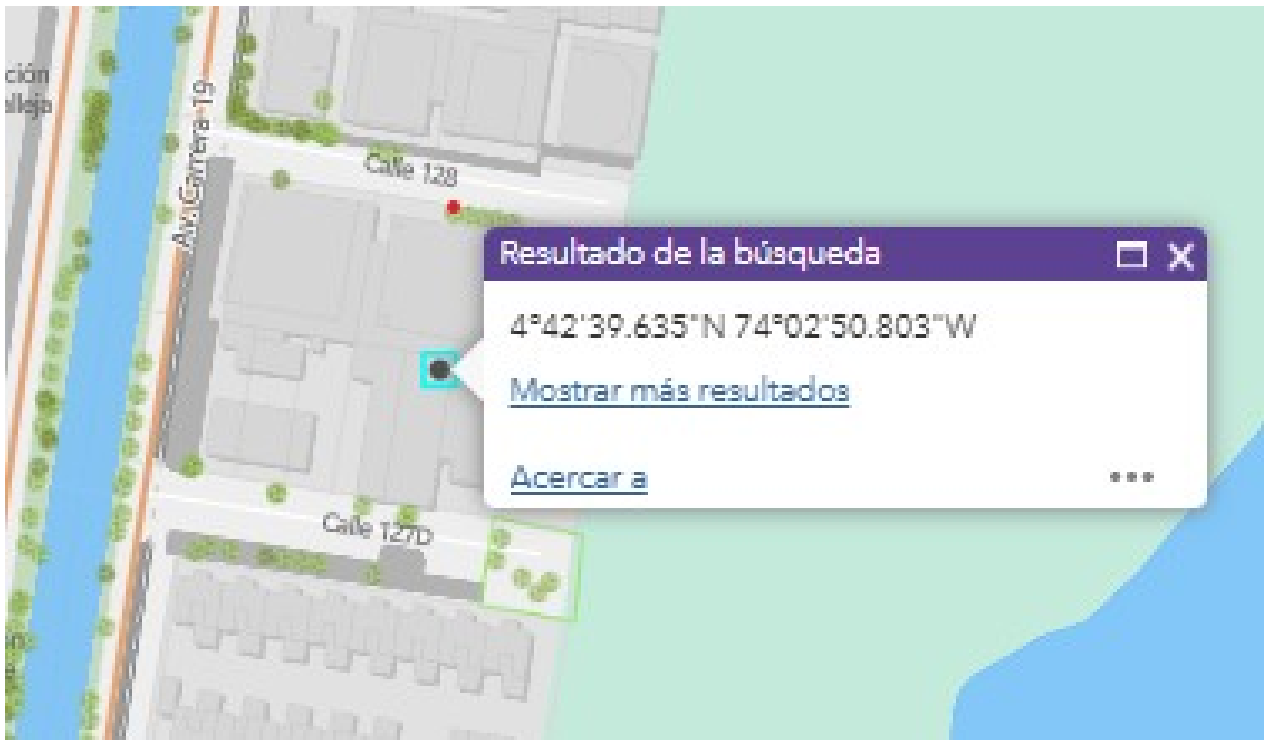 ción
alleja
Av. Carrera 19
Calle 128
Resultado de la búsqueda
4°42'39.635"N 74°02'50.803"W
Mostrar más resultados
Acercar a
Calle 127D